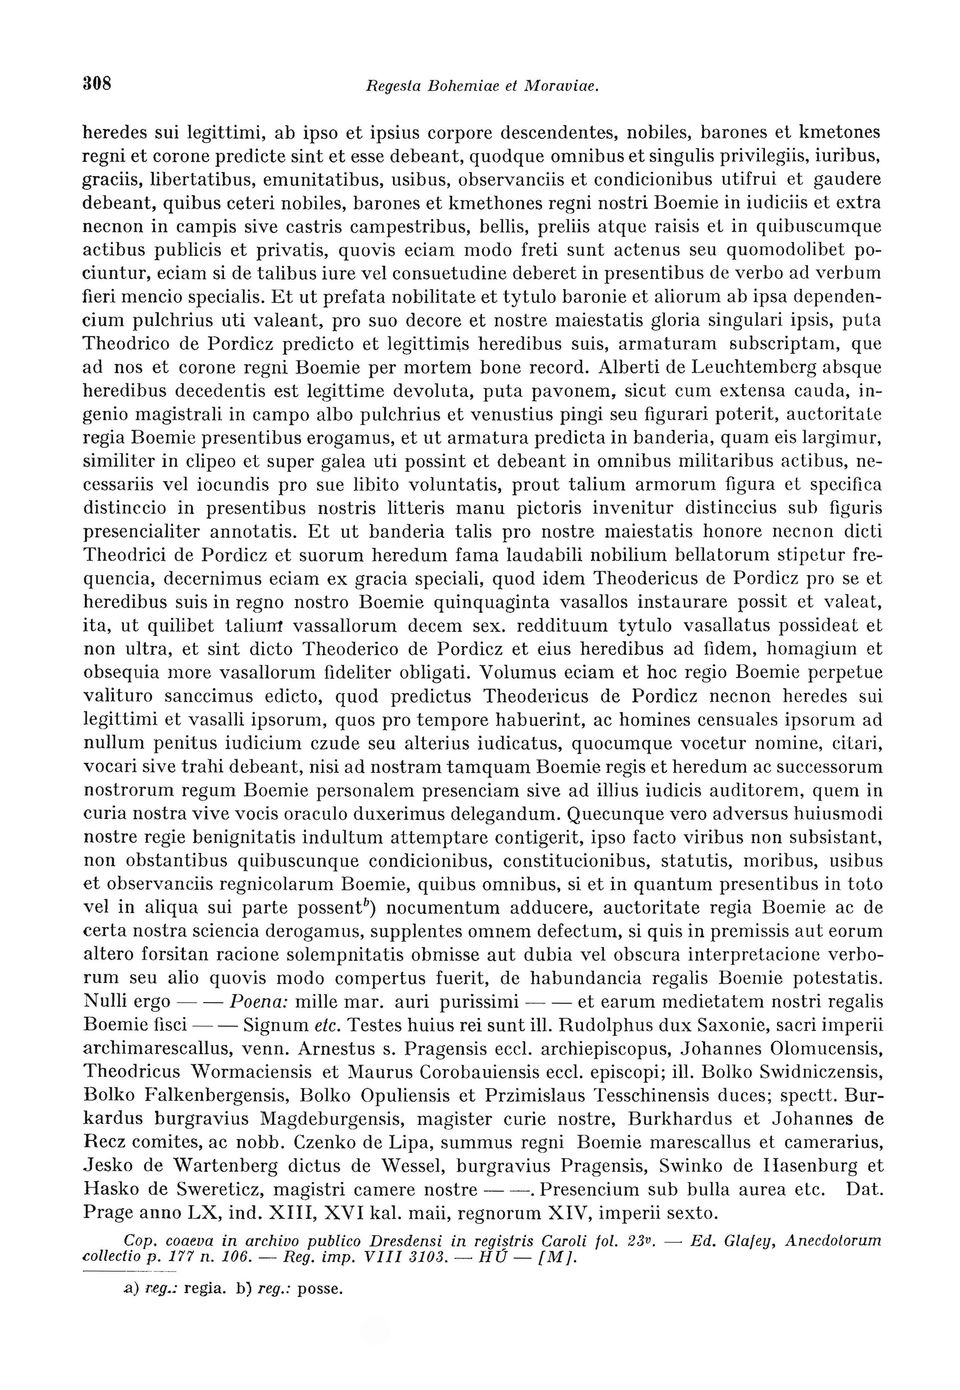 308 Regesta Bohemiae et Moraviae.
heredes sui legittimi, ab ipso et ipsius corpore descendentes, nobiles, barones et kmetones
regni et corone predicte sint et esse debeant, quodque omnibus et singulis privilegiis, iuribus,
graciis, libertatibus, emunitatibus, usibus, observanciis et condicionibus utifrui et gaudere
debeant, quibus ceteri nobiles, barones et kmethones regni nostri Boemie in iudiciis et extra
necnon in campis sive castris campestribus, bellis, preliis atque raisis et in quibuscumque
actibus publicis et privatis, quovis eciam modo freti sunt actenus seu quomodolibet po-
ciuntur, eciam si de talibus iure vel consuetudine deberet in presentibus de verbo ad verbum
fieri mencio specialis. Et ut prefata nobilitate et tytulo baronie et aliorum ab ipsa dependen-
cium pulchrius uti valeant, pro suo decore et nostre maiestatis gloria singulari ipsis, puta
Theodrico de Pordicz predicto et legittimis heredibus suis, armaturam subscriptam, que
ad nos et corone regni Boemie per mortem bone record. Alberti de Leuchtemberg absque
heredibus decedentis est legittime devoluta, puta pavonem, sicut cum extensa cauda, in-
genio magistrali in campo albo pulchrius et venustius pingi seu figurari poterit, auctoritate
regia Boemie presentibus erogamus, et ut armatura predicta in banderia, quam eis largimur,
similiter in clipeo et super galea uti possint et debeant in omnibus militaribus actibus, ne-
cessariis vel iocundis pro sue libito voluntatis, prout talium armorum figura et specifica
distinccio in presentibus nostris litteris manu pictoris invenitur distinccius sub figuris
presencialiter annotatis. Et ut banderia talis pro nostre maiestatis honore necnon dicti
Theodrici de Pordicz et suorum heredum fama laudabili nobilium bellatorum stipetur fre-
quencia, decernimus eciam ex gracia speciali, quod idem Theodericus de Pordicz pro se et
heredibus suis in regno nostro Boemie quinquaginta vasallos instaurare possit et valeat,
ita, ut quilibet talium vassallorum decem sex. reddituum tytulo vasallatus possideat et
non ultra, et sint dicto Theoderico de Pordicz et eius heredibus ad fidem, homagium et
obsequia more vasallorum fideliter obligati. Volumus eciam et hoc regio Boemie perpetue
valituro sanccimus edicto, quod predictus Theodericus de Pordicz necnon heredes sui
legittimi et vasalli ipsorum, quos pro tempore habuerint, ac homines censuales ipsorum ad
nullum penitus iudicium czude seu alterius iudicatus, quocumque vocetur nomine, citari,
vocari sive trahi debeant, nisi ad nostram tamquam Boemie regis et heredum ac successorum
nostrorum regum Boemie personalem presenciam sive ad illius iudicis auditorem, quem in
curia nostra vive vocis oraculo duxerimus delegandum. Quecunque vero adversus huiusmodi
nostre regie benignitatis indultum attemptare contigerit, ipso facto viribus non subsistant,
non obstantibus quibuscunque condicionibus, constitucionibus, statutis, moribus, usibus
et observanciis regnicolarum Boemie, quibus omnibus, si et in quantum presentibus in toto
vel in aliqua sui parte possent b) nocumentum adducere, auctoritate regia Boemie ac de
certa nostra sciencia derogamus, supplentes omnem defectum, si quis in premissis aut eorum
altero forsitan racione solempnitatis obmisse aut dubia vel obscura interpretacione verbo-
rum seu alio quovis modo compertus fuerit, de habundancia regalis Boemie potestatis.
Nulli ergo — — Poena: mille mar. auri purissimi — — et earum medietatem nostri regalis
Boemie fisci — — Signum etc. Testes huius rei sunt ill. Rudolphus dux Saxonie, sacri imperii
archimarescallus, venn. Arnestus s. Pragensis eccl. archiepiscopus, Johannes Olomucensis,
Theodricus Wormaciensis et Maurus Corobauiensis eccl. episcopi; ill. Bolko Swidniczensis,
Bolko Falkenbergensis, Bolko Opuliensis et Przimislaus Tesschinensis duces; spectt. Bur-
kardus burgravius Magdeburgensis, magister curie nostre, Burkhardus et Johannes de
Recz comites, ac nobb. Czenko de Lipa, summus regni Boemie marescallus et camerarius,
Jesko de Wartenberg dictus de Wessel, burgravius Pragensis, Swinko de Hasenburg et
Hasko de Swereticz, magistri camere nostre — —. Presencium sub bulla aurea etc. Dat.
Prage anno LX, ind. XIII, XVI kal. maii, regnorum XIV, imperii sexto.
Cop. coaeva in archivo publico Dresdensi in registris Caroli fol. 23v. — Ed. Glafey, Anecdotorum
collectio p. 177 n. 106. — Reg. imp. VIII 3103. — HÚ — [M].
a) reg.: regia. b) reg.: posse.